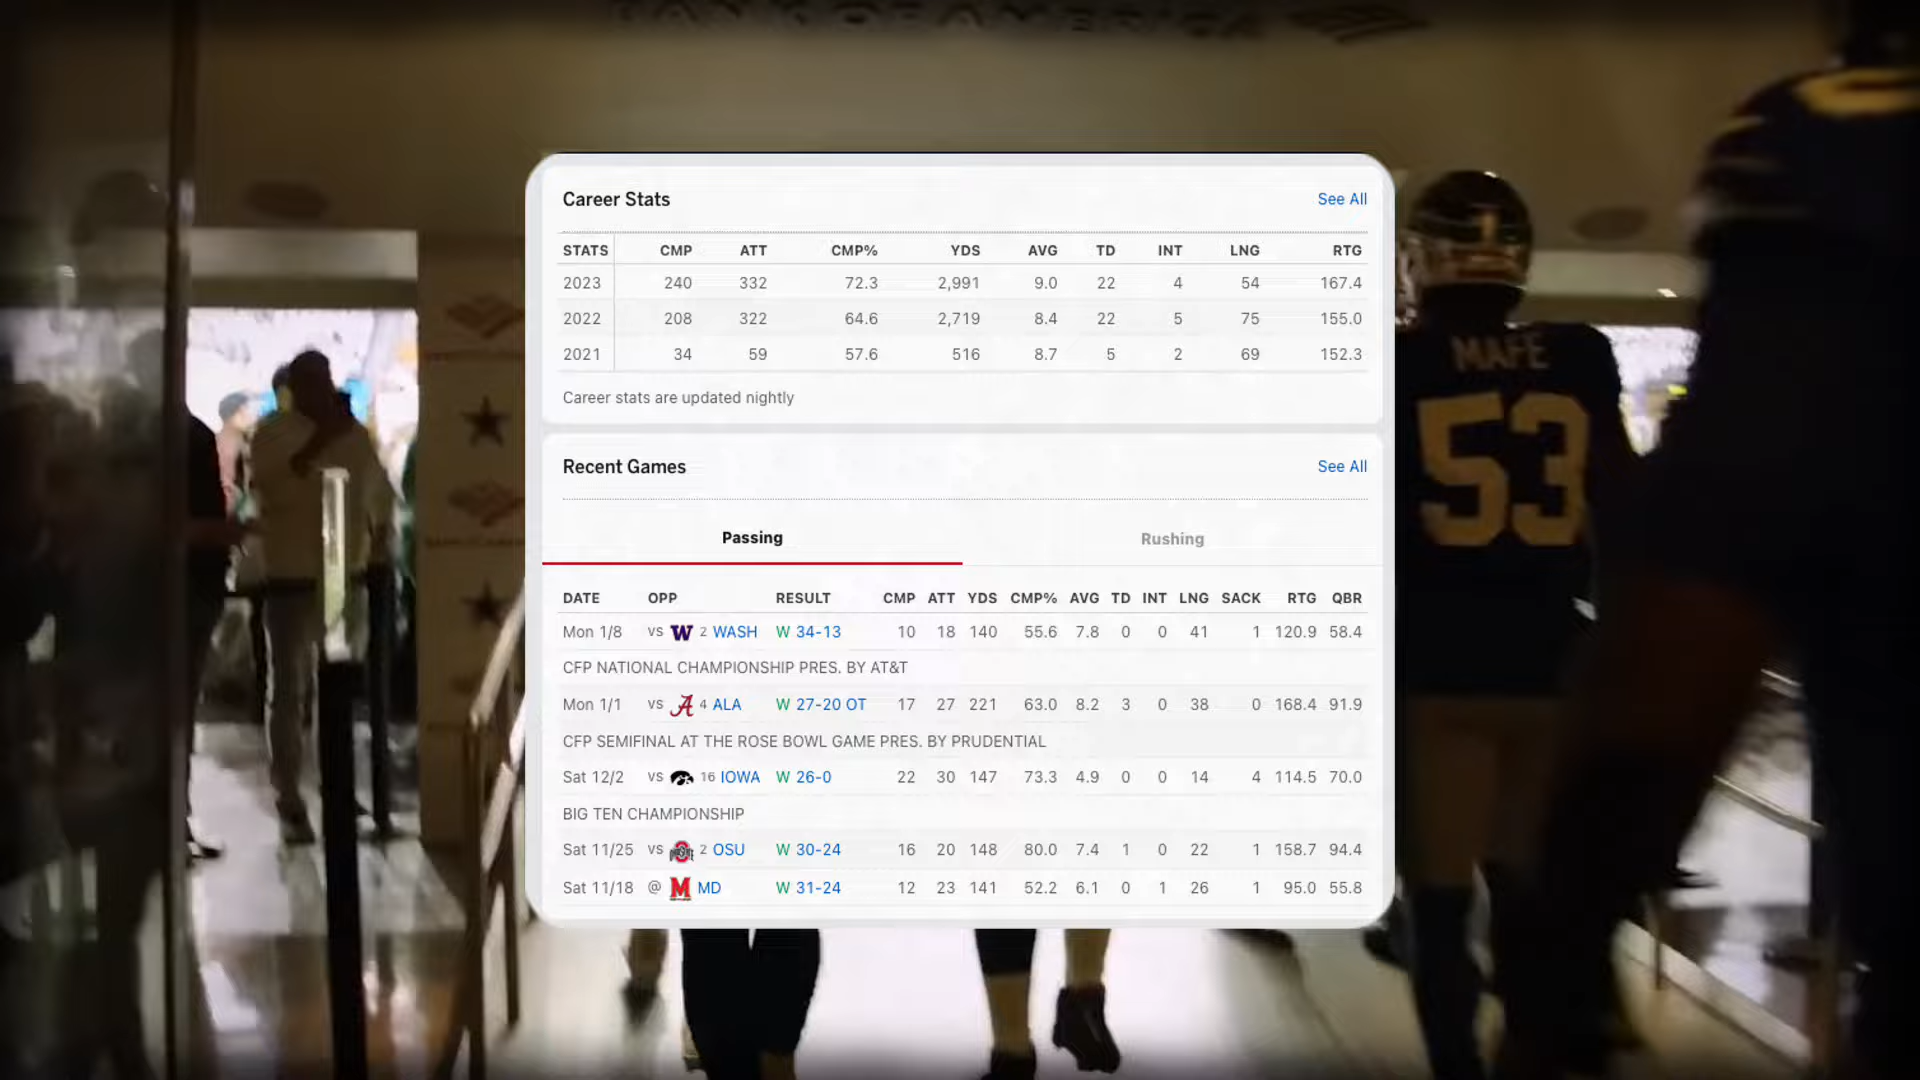 BANK OF AMERICA
Career Stats See All
STATS CMP ATT CMP% YDS AVG TD INT LNG RTG
2023 240 332 72.3 2,991 9.0 22 4 54 167.4
2022 208 322 64.6 2,719 8.4 22 5 75 155.0
2021 34 59 57.6 516 8.7 5 2 69 152.3
Career stats are updated nightly
Recent Games See All
Passing Rushing
DATE OPP RESULT CMP ATT YDS CMP% AVG TD INT LNG SACK RTG QBR
Mon 1/8 vs W 2 WASH W 34-13 10 18 140 55.6 7.8 0 0 41 1 120.9 58.4
CFP NATIONAL CHAMPIONSHIP PRES. BY AT&T
Mon 1/1 vs A 4 ALA W 27-20 OT 17 27 221 63.0 8.2 3 0 38 0 168.4 91.9
CFP SEMIFINAL AT THE ROSE BOWL GAME PRES. BY PRUDENTIAL
Sat 12/2 vs 16 IOWA W 26-0 22 30 147 73.3 4.9 0 0 14 4 114.5 70.0
BIG TEN CHAMPIONSHIP
Sat 11/25 vs 2 OSU W 30-24 16 20 148 80.0 7.4 1 0 22 1 158.7 94.4
Sat 11/18 @ M MD W 31-24 12 23 141 52.2 6.1 0 1 26 1 95.0 55.8
MAFE
53